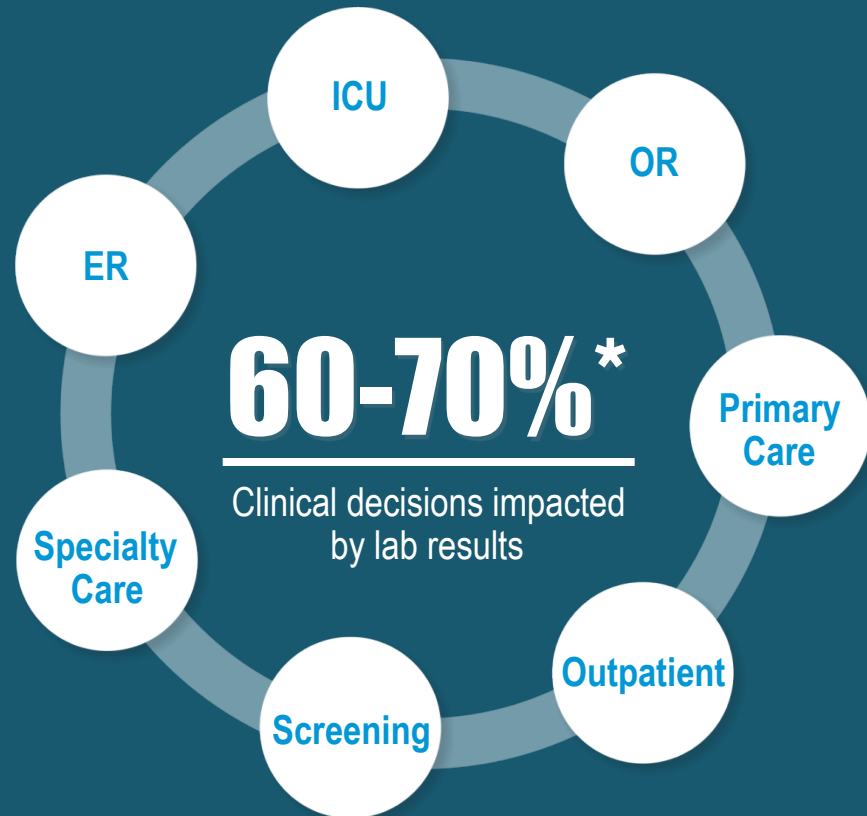 ICU
OR
ER
60-70%*
Primary
Care
Clinical decisions impacted
by lab results
Specialty
Care
Outpatient
Screening